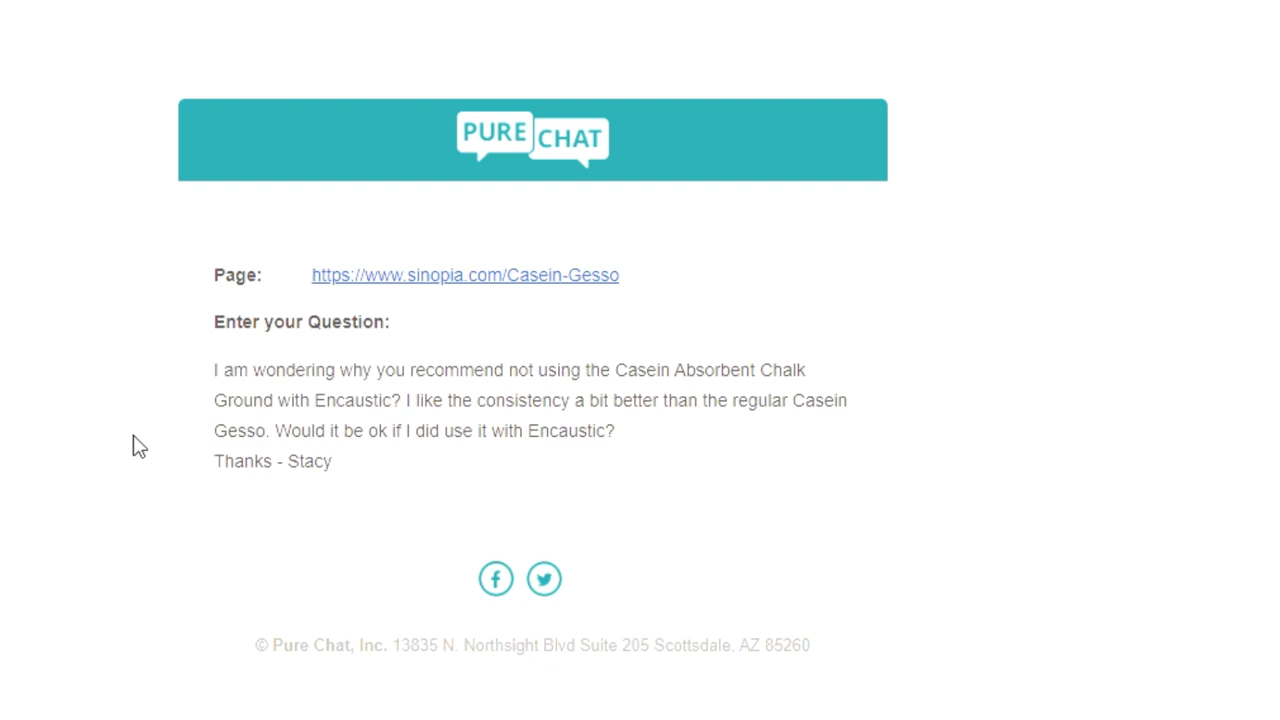 PURE CHAT
Page: https://www.sinopia.com/Casein-Gesso
Enter your Question:
I am wondering why you recommend not using the Casein Absorbent Chalk
Ground with Encaustic? I like the consistency a bit better than the regular Casein
Gesso. Would it be ok if I did use it with Encaustic?
Thanks - Stacy
© Pure Chat, Inc. 13835 N. Northsight Blvd Suite 205 Scottsdale, AZ 85260